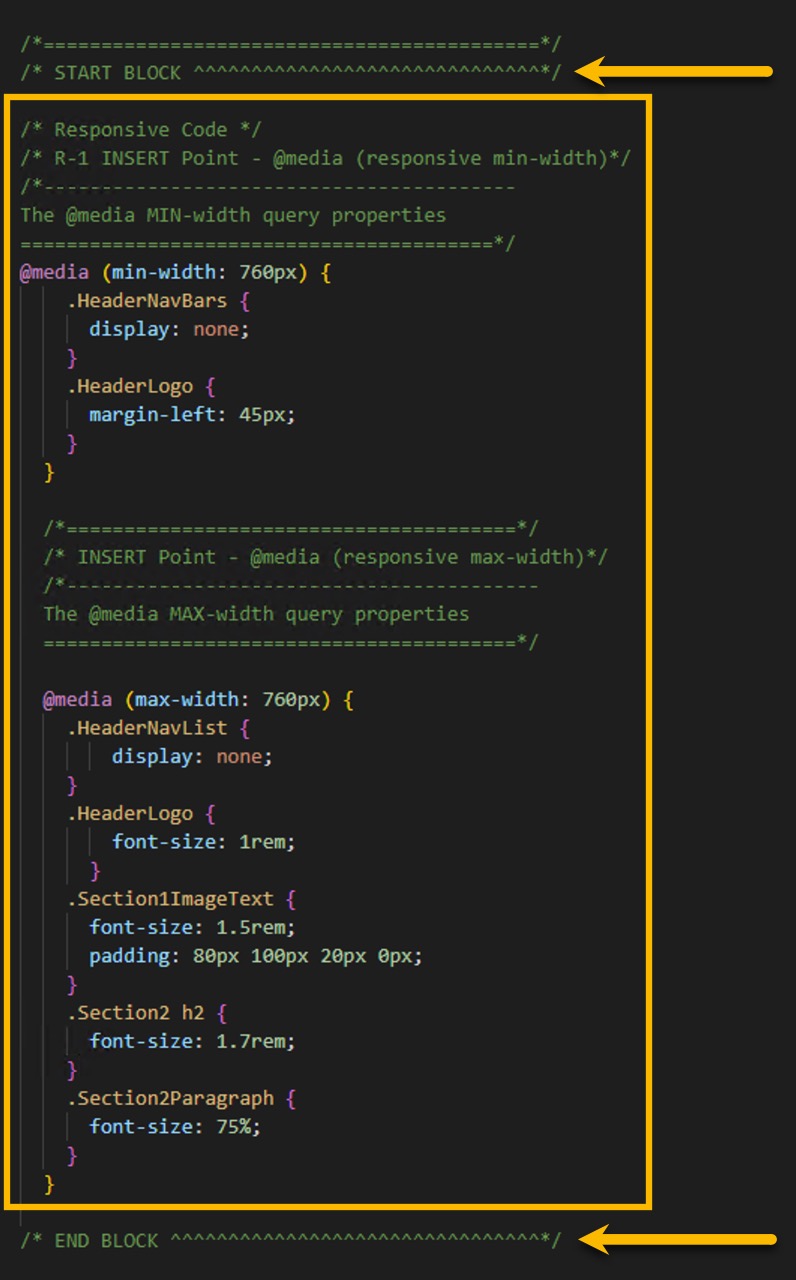 /*===========================================*/
/* START BLOCK ^^^^^^^^^^^^^^^^^^^^^^^^^^^^^^*/
/* Responsive Code */
/* R-1 INSERT Point - @media (responsive min-width)*/
/*-----------------------------------------
The @media MIN-width query properties
=========================================*/
@media (min-width: 760px) {
.HeaderNavBars {
display: none;
}
.HeaderLogo {
margin-left: 45px;
}
}
/*=======================================*/
/* INSERT Point - @media (responsive max-width)*/
/*-----------------------------------------
The @media MAX-width query properties
=========================================*/
@media (max-width: 760px) {
.HeaderNavList {
display: none;
}
.HeaderLogo {
font-size: 1rem;
}
.Section1ImageText {
font-size: 1.5rem;
padding: 80px 100px 20px 0px;
}
.Section2 h2 {
font-size: 1.7rem;
}
.Section2Paragraph {
font-size: 75%;
}
}
/* END BLOCK ^^^^^^^^^^^^^^^^^^^^^^^^^^^^^^^^*/